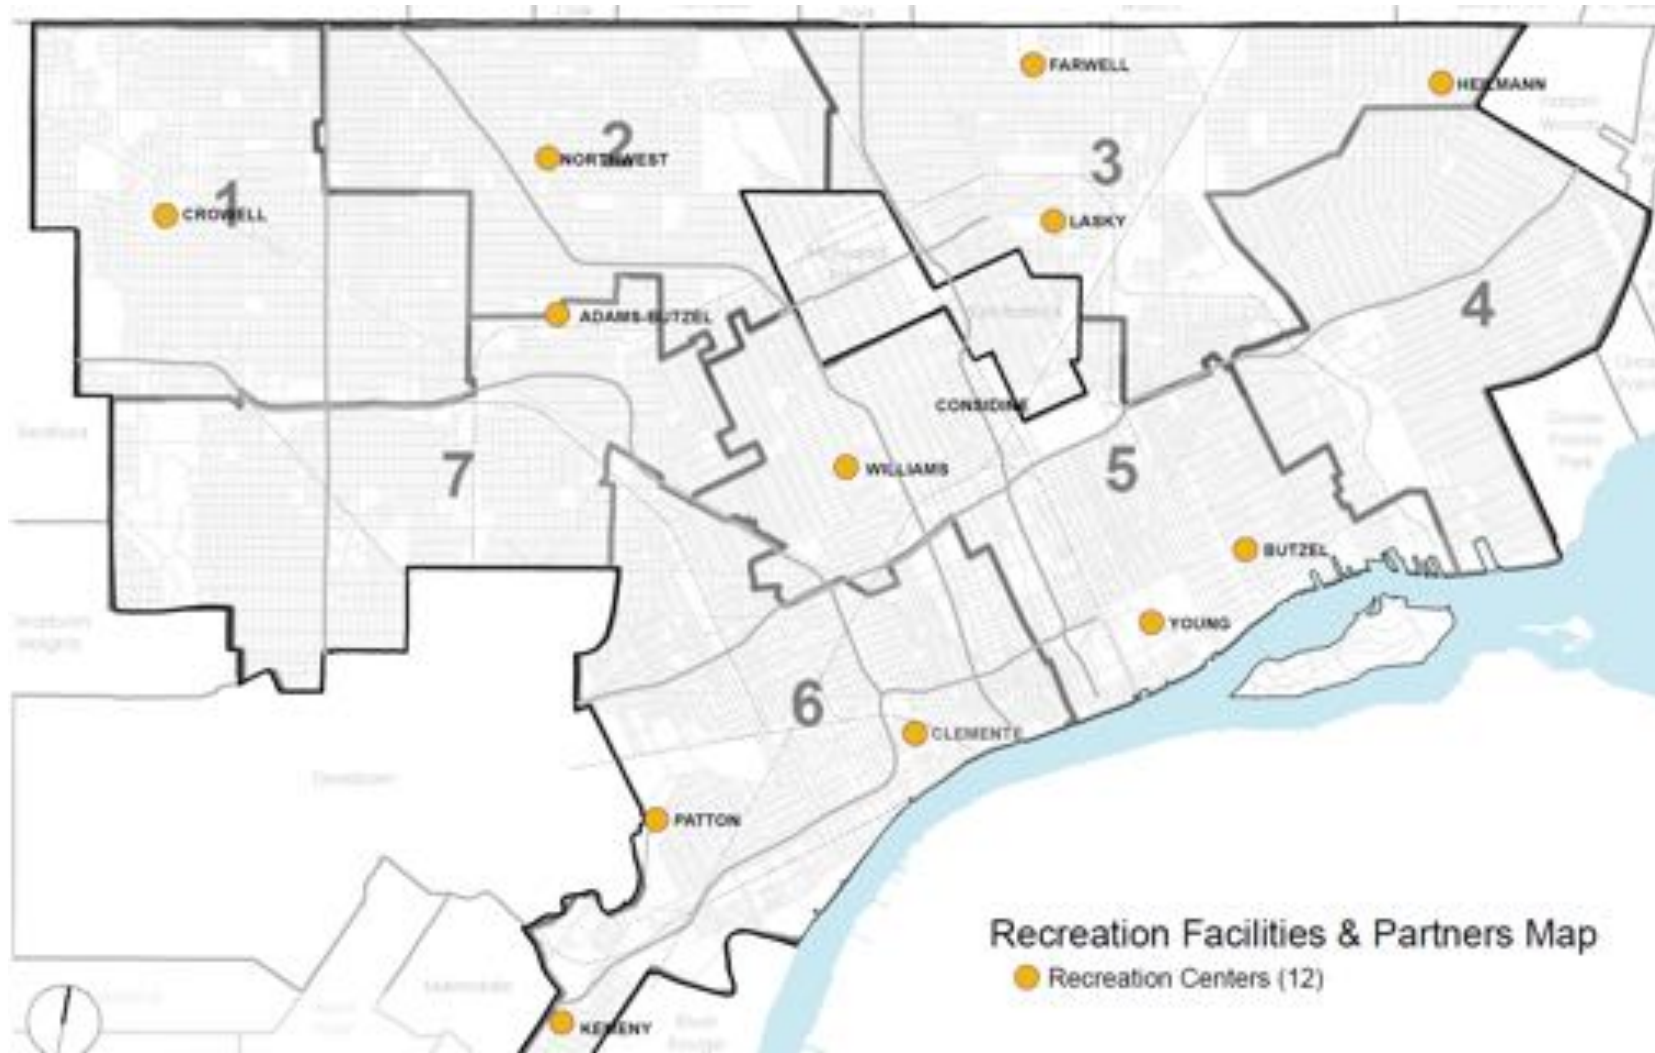 FARWELL
HEILMANN
2
NORTHWEST
3
1
CROWELL
LASKY
4
ADAMS-BUTZEL
CONSIDINE
7
WILLIAMS
5
BUTZEL
YOUNG
6
CLEMENTE
PATTON
Recreation Facilities & Partners Map
Recreation Centers (12)
KEMENY